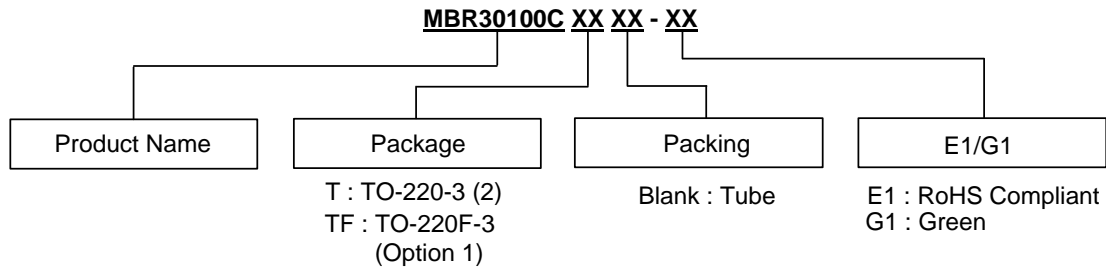 MBR30100C XX XX - XX
Product Name
Package
Packing
E1/G1
T : TO-220-3 (2)
TF : TO-220F-3
(Option 1)
Blank : Tube
E1 : RoHS Compliant
G1 : Green